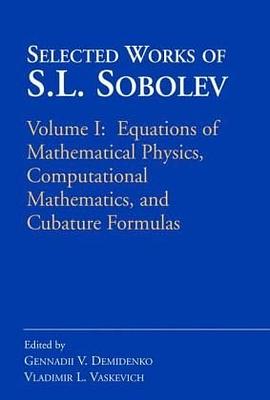 SELECTED WORKS OF
S.L. SOBOLEV
Volume I: Equations of
Mathematical Physics,
Computational
Mathematics, and
Cubature Formulas
Edited by
GENNADII V. DEMIDENKO
VLADIMIR L. VASKEVICH